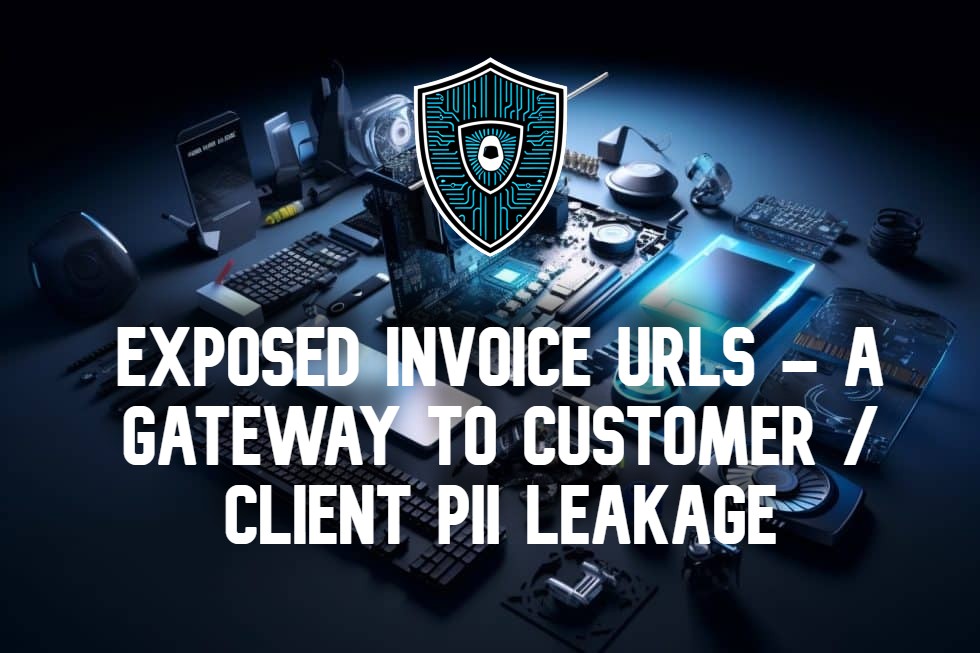 EXPOSED INVOICE URLS – A
GATEWAY TO CUSTOMER /
CLIENT PII LEAKAGE